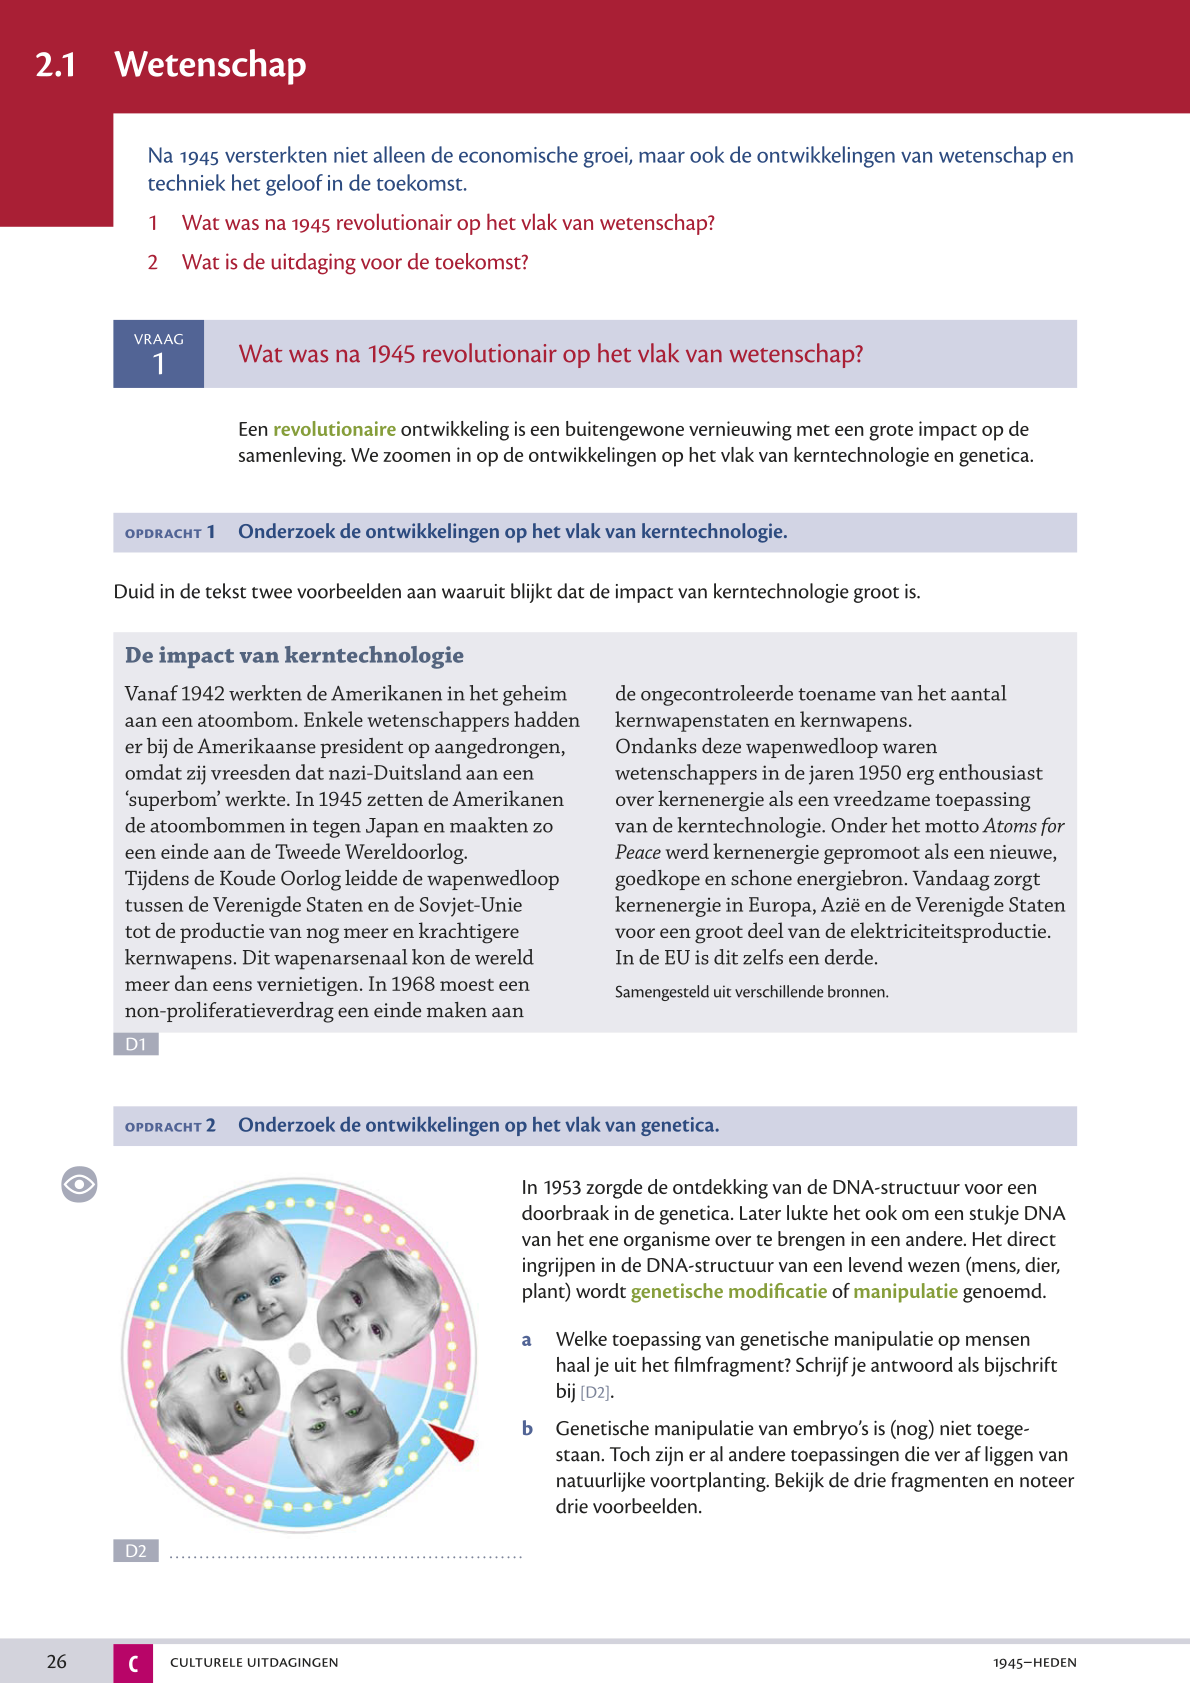 2.1 Wetenschap
Na 1945 versterkten niet alleen de economische groei, maar ook de ontwikkelingen van wetenschap en
techniek het geloof in de toekomst.
1 Wat was na 1945 revolutionair op het vlak van wetenschap?
2 Wat is de uitdaging voor de toekomst?
VRAAG
1
Wat was na 1945 revolutionair op het vlak van wetenschap?
Een revolutionaire ontwikkeling is een buitengewone vernieuwing met een grote impact op de
samenleving. We zoomen in op de ontwikkelingen op het vlak van kerntechnologie en genetica.
OPDRACHT 1 Onderzoek de ontwikkelingen op het vlak van kerntechnologie.
Duid in de tekst twee voorbeelden aan waaruit blijkt dat de impact van kerntechnologie groot is.
De impact van kerntechnologie
Vanaf 1942 werkten de Amerikanen in het geheim
aan een atoombom. Enkele wetenschappers hadden
er bij de Amerikaanse president op aangedrongen,
omdat zij vreesden dat nazi-Duitsland aan een
‘superbom’ werkte. In 1945 zetten de Amerikanen
de atoombommen in tegen Japan en maakten zo
een einde aan de Tweede Wereldoorlog.
Tijdens de Koude Oorlog leidde de wapenwedloop
tussen de Verenigde Staten en de Sovjet-Unie
tot de productie van nog meer en krachtigere
kernwapens. Dit wapenarsenaal kon de wereld
meer dan eens vernietigen. In 1968 moest een
non-proliferatieverdrag een einde maken aan
de ongecontroleerde toename van het aantal
kernwapenstaten en kernwapens.
Ondanks deze wapenwedloop waren
wetenschappers in de jaren 1950 erg enthousiast
over kernenergie als een vreedzame toepassing
van de kerntechnologie. Onder het motto Atoms for
Peace werd kernenergie gepromoot als een nieuwe,
goedkope en schone energiebron. Vandaag zorgt
kernenergie in Europa, Azië en de Verenigde Staten
voor een groot deel van de elektriciteitsproductie.
In de EU is dit zelfs een derde.
Samengesteld uit verschillende bronnen.
D1
OPDRACHT 2 Onderzoek de ontwikkelingen op het vlak van genetica.
In 1953 zorgde de ontdekking van de DNA-structuur voor een
doorbraak in de genetica. Later lukte het ook om een stukje DNA
van het ene organisme over te brengen in een andere. Het direct
ingrijpen in de DNA-structuur van een levend wezen (mens, dier,
plant) wordt genetische modificatie of manipulatie genoemd.
a Welke toepassing van genetische manipulatie op mensen
haal je uit het filmfragment? Schrijf je antwoord als bijschrift
bij [D2].
b Genetische manipulatie van embryo’s is (nog) niet toege-
staan. Toch zijn er al andere toepassingen die ver af liggen van
natuurlijke voortplanting. Bekijk de drie fragmenten en noteer
drie voorbeelden.
D2 ............................................................
26 C CULTURELE UITDAGINGEN 1945–HEDEN